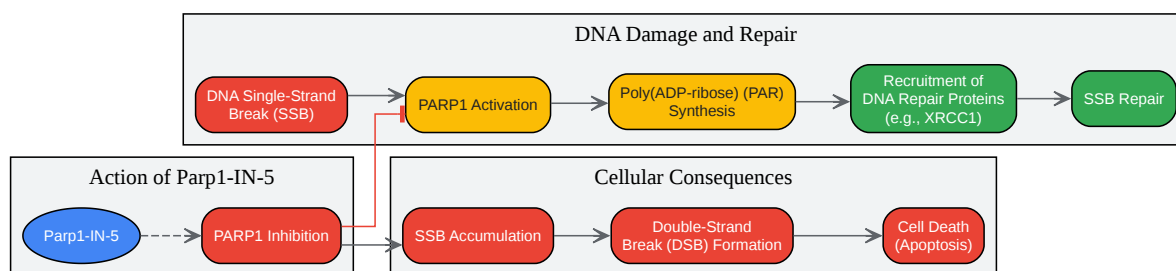 DNA Damage and Repair
DNA Single-Strand
Break (SSB)
PARP1 Activation
Poly(ADP-ribose) (PAR)
Synthesis
Recruitment of
DNA Repair Proteins
(e.g., XRCC1)
SSB Repair
Action of Parp1-IN-5
Parp1-IN-5
PARP1 Inhibition
Cellular Consequences
SSB Accumulation
Double-Strand
Break (DSB) Formation
Cell Death
(Apoptosis)